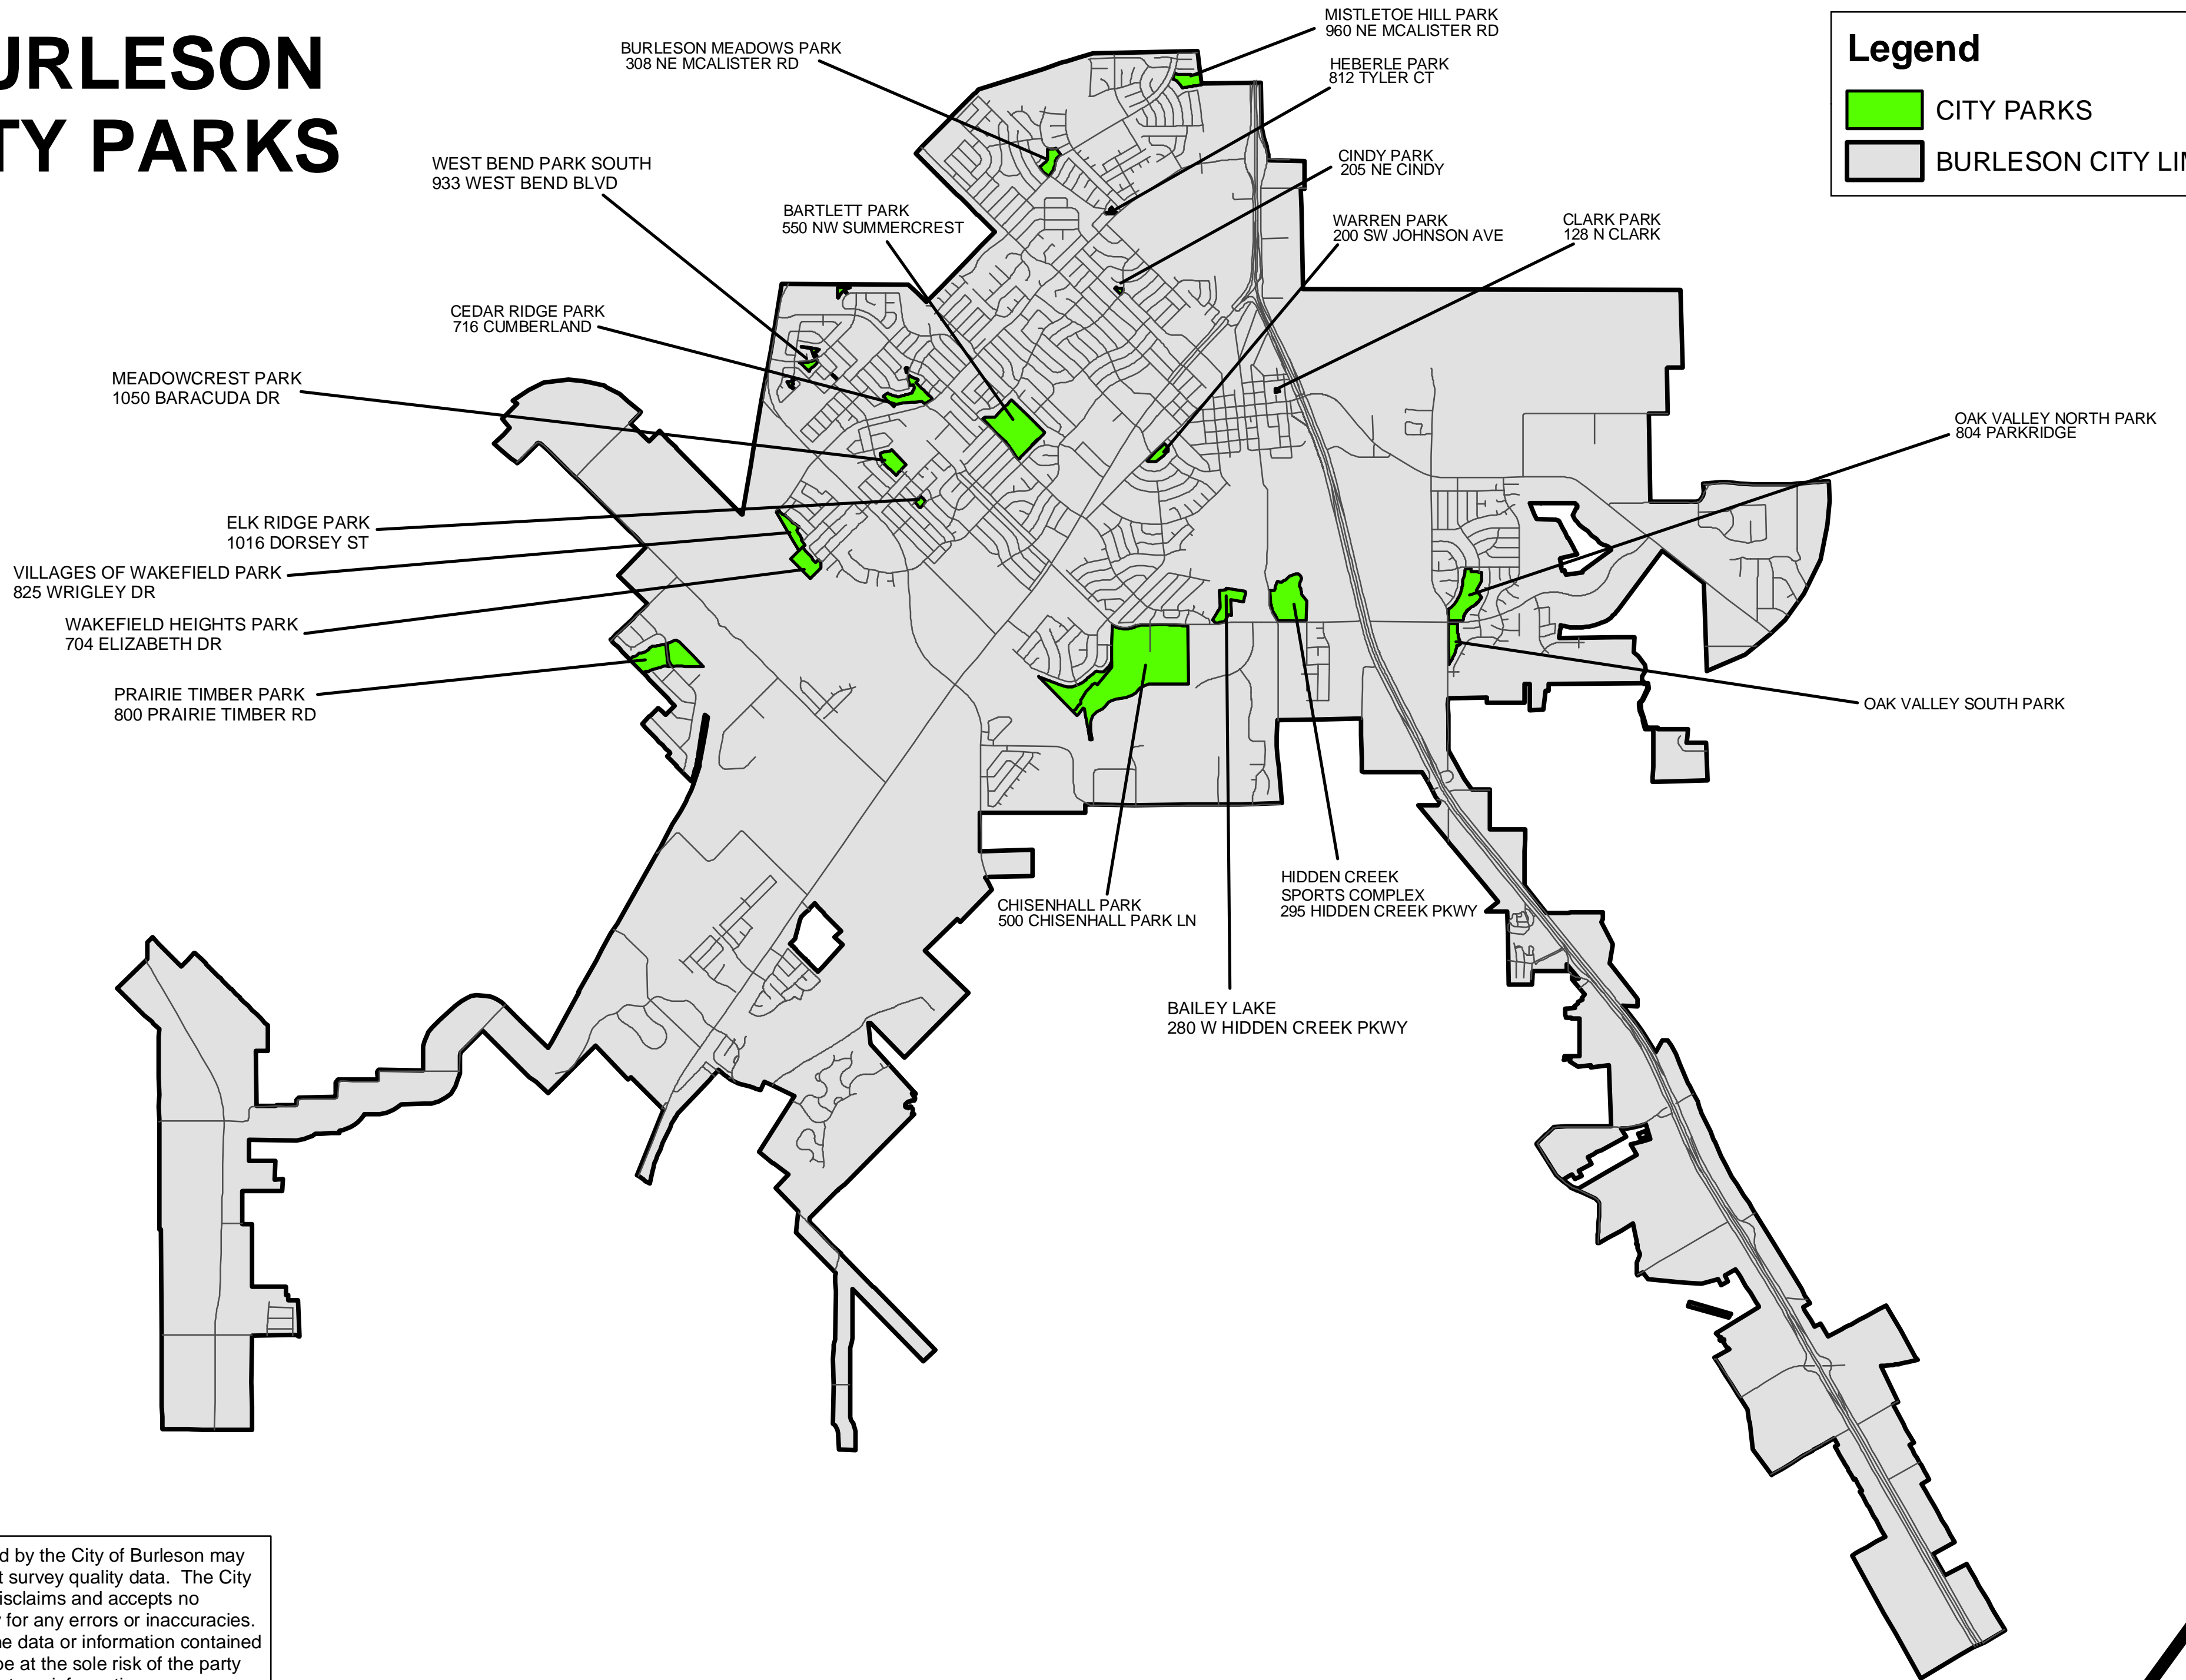 URLESON
TY PARKS
MISTLETOE HILL PARK
960 NE MCALISTER RD
BURLESON MEADOWS PARK
308 NE MCALISTER RD
HEBERLE PARK
812 TYLER CT
Legend
CITY PARKS
BURLESON CITY LIM
CINDY PARK
205 NE CINDY
WEST BEND PARK SOUTH
933 WEST BEND BLVD
BARTLETT PARK
550 NW SUMMERCREST
WARREN PARK
200 SW JOHNSON AVE
CLARK PARK
128 N CLARK
CEDAR RIDGE PARK
716 CUMBERLAND
MEADOWCREST PARK
1050 BARACUDA DR
OAK VALLEY NORTH PARK
804 PARKRIDGE
ELK RIDGE PARK
1016 DORSEY ST
VILLAGES OF WAKEFIELD PARK
825 WRIGLEY DR
WAKEFIELD HEIGHTS PARK
704 ELIZABETH DR
PRAIRIE TIMBER PARK
800 PRAIRIE TIMBER RD
OAK VALLEY SOUTH PARK
HIDDEN CREEK
SPORTS COMPLEX
295 HIDDEN CREEK PKWY
CHISENHALL PARK
500 CHISENHALL PARK LN
BAILEY LAKE
280 W HIDDEN CREEK PKWY
d by the City of Burleson may
t survey quality data. The City
isclaims and accepts no
y for any errors or inaccuracies.
e data or information contained
be at the sole risk of the party